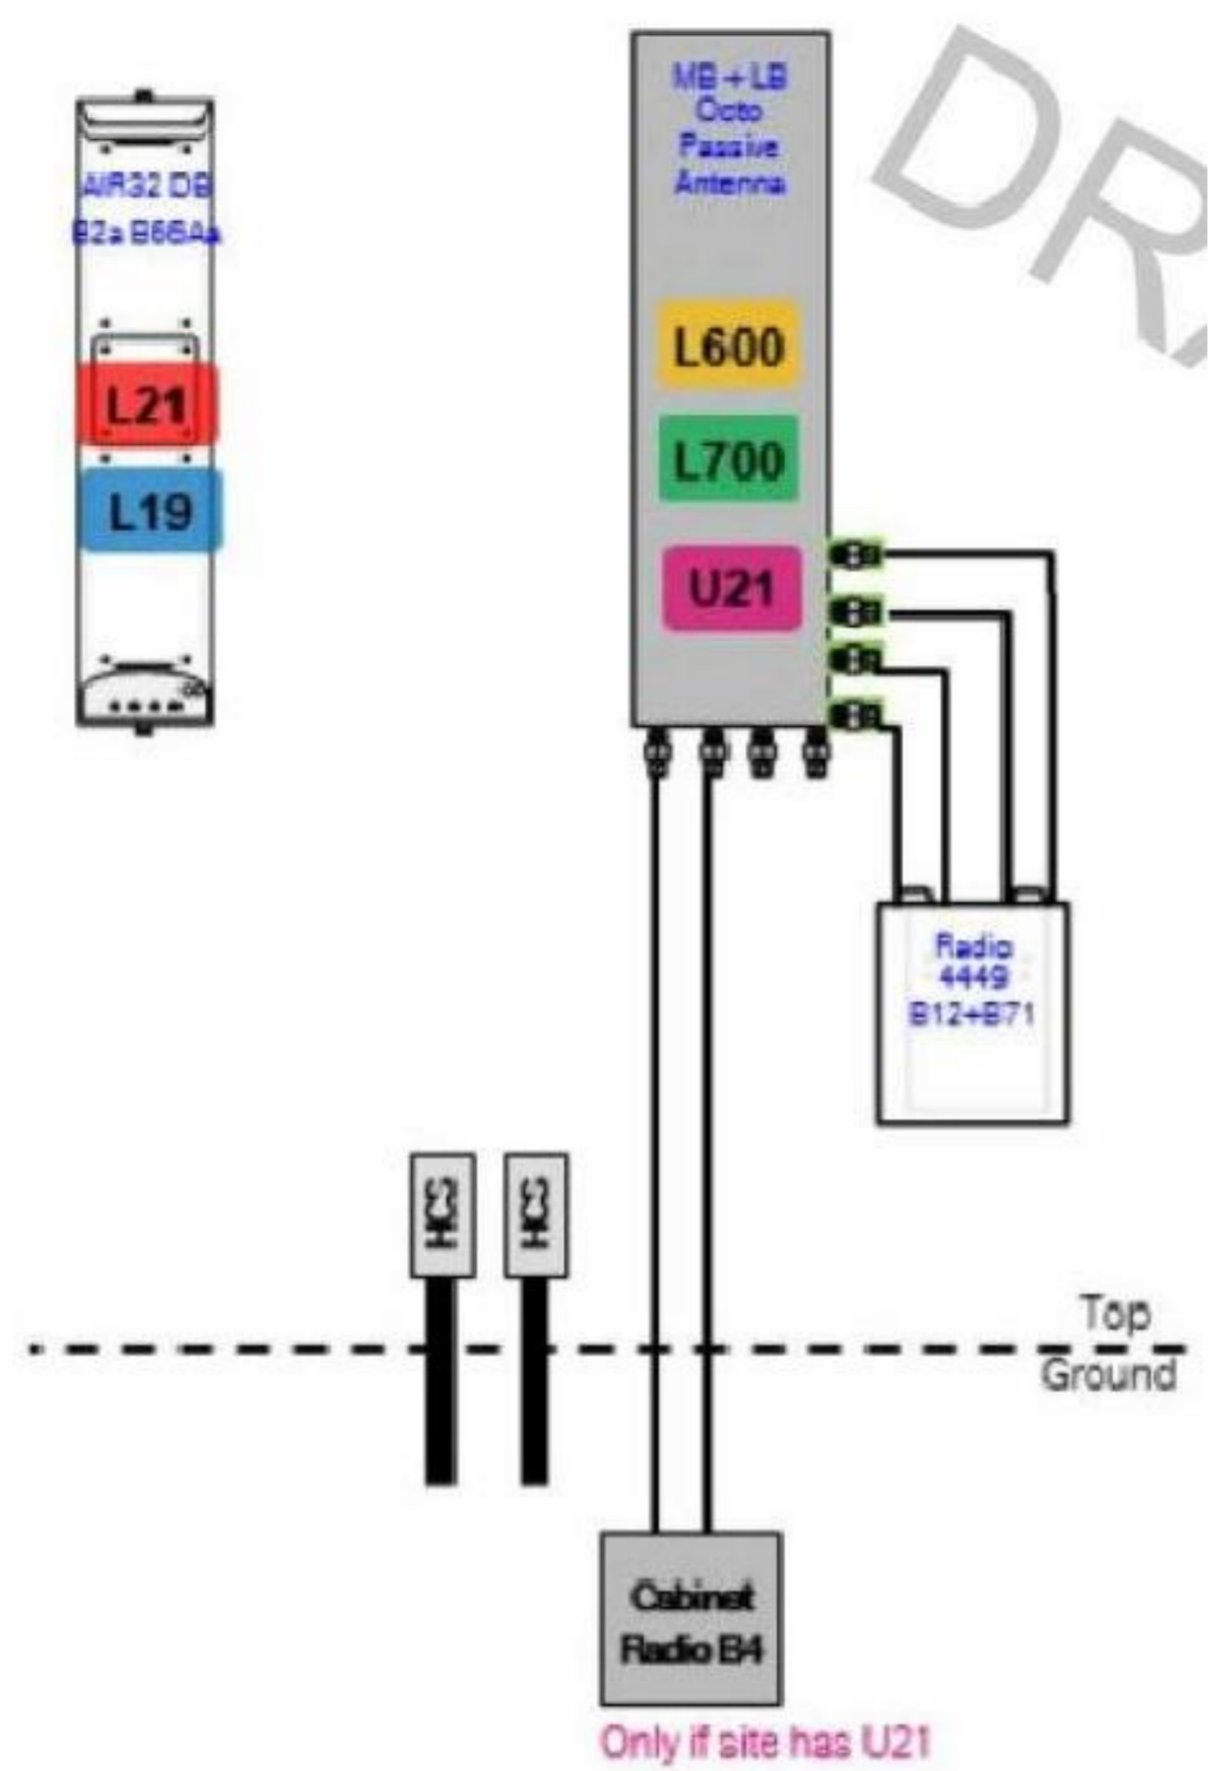 AIR32 DB
B2a B66Aa
L21
L19
MB + LB
Octo
Passive
Antenna
L600
L700
U21
Radio
4449
B12+B71
HCS
HCS
Top
Ground
Cabinet
Radio B4
Only if site has U21